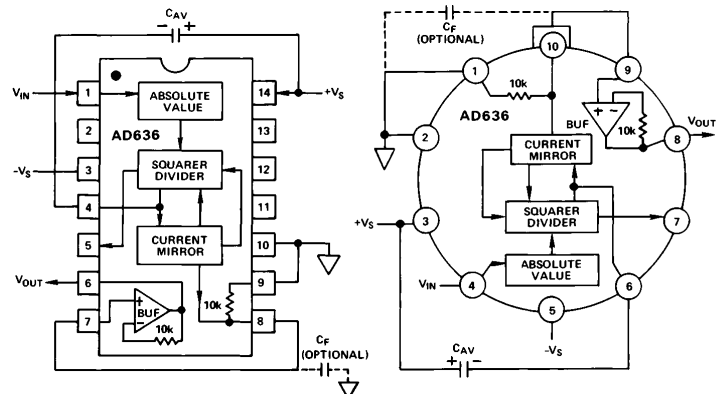 CAV
− +
VIN
1
ABSOLUTE VALUE
14
+VS
2
AD636
13
−VS
3
SQUARER DIVIDER
12
4
11
5
CURRENT MIRROR
10
VOUT
6
9
10k
+
−
BUF
10k
7
8
CF
(OPTIONAL)
CF
(OPTIONAL)
10
1
9
10k
AD636
BUF
+ −
10k
VOUT
8
2
CURRENT MIRROR
+VS
3
SQUARER DIVIDER
7
VIN
4
ABSOLUTE VALUE
6
5
−VS
CAV
+ −